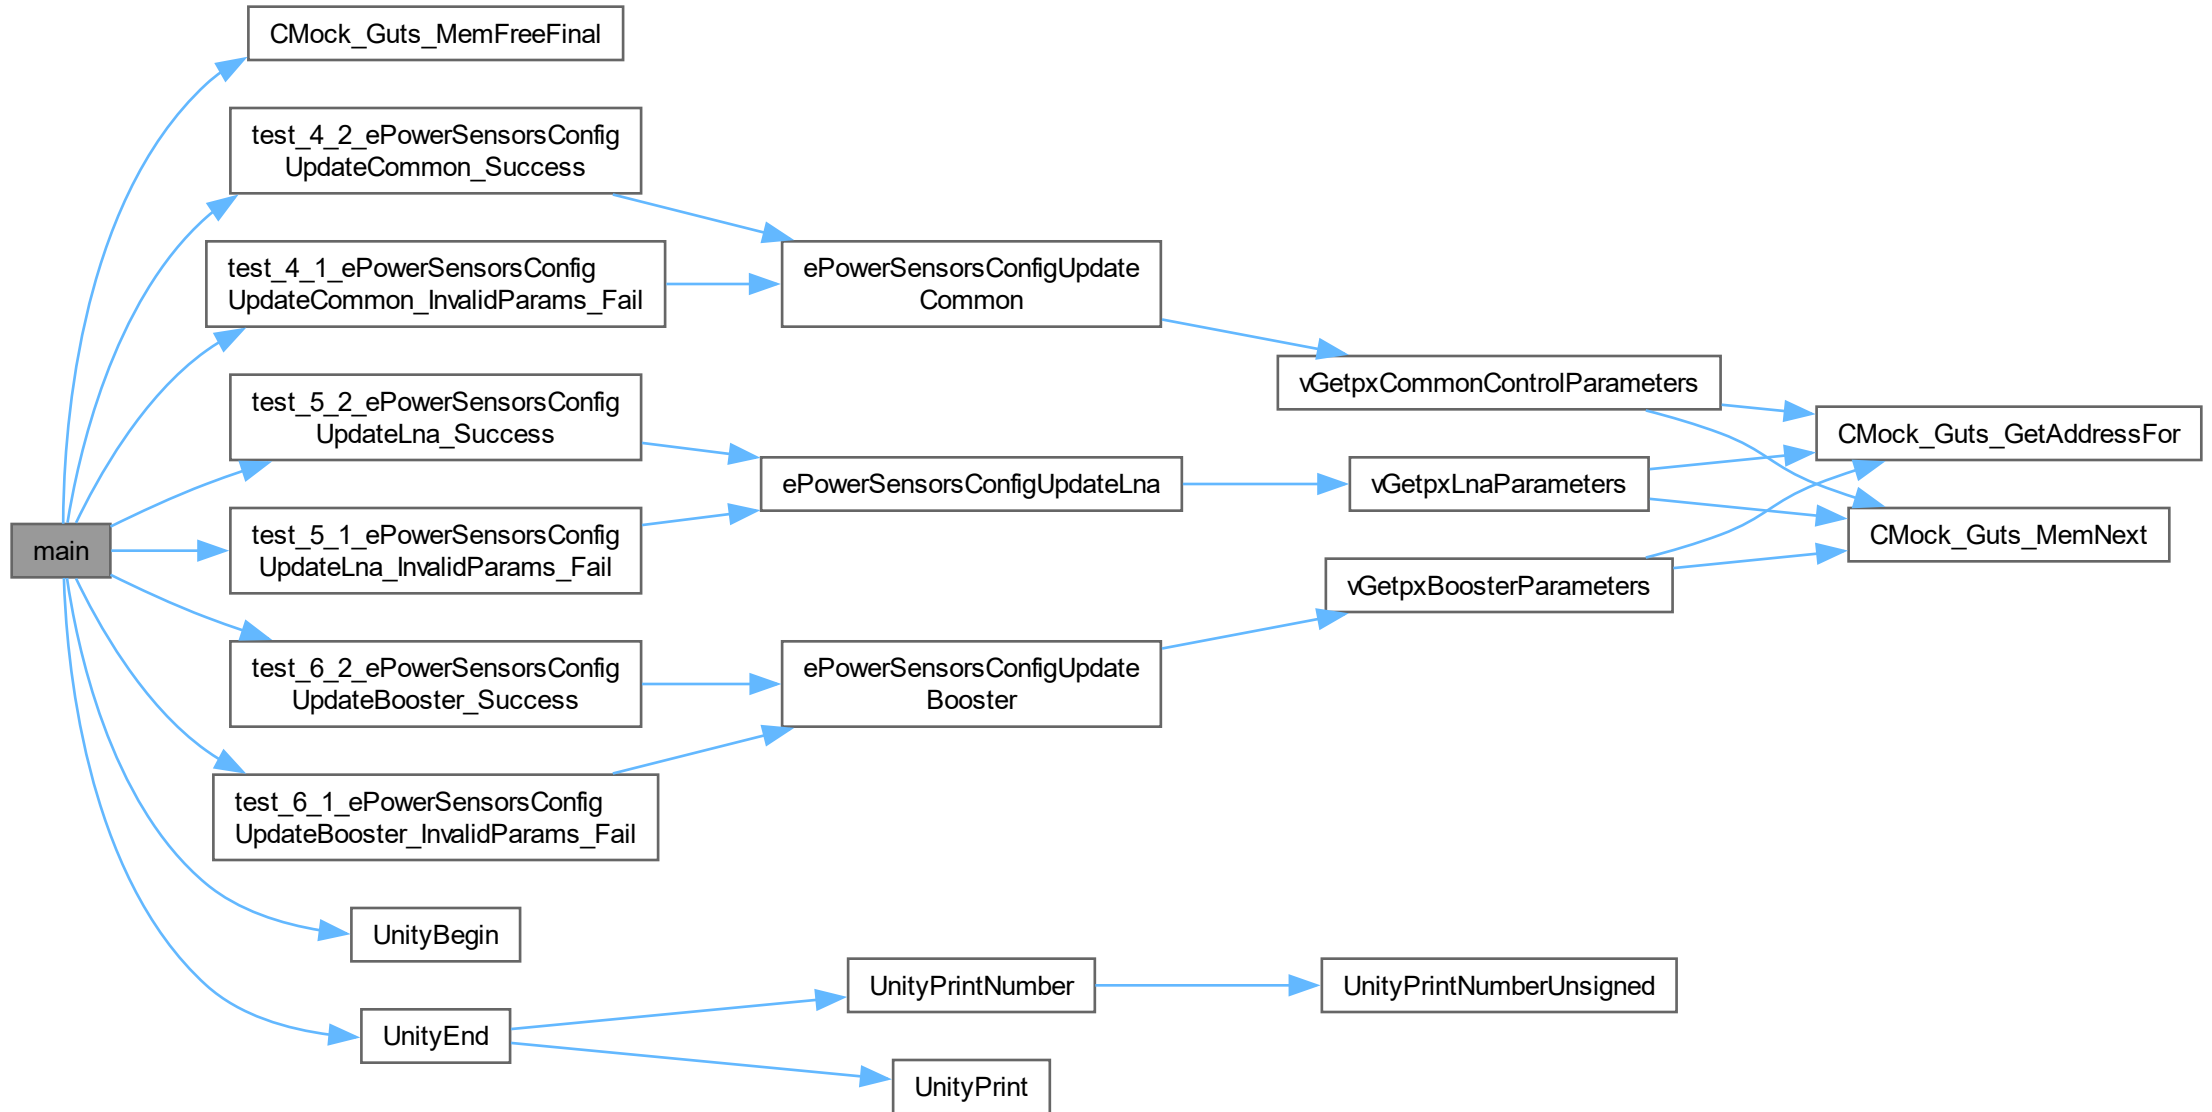 CMock_Guts_MemFreeFinal
test_4_2_ePowerSensorsConfig
UpdateCommon_Success
test_4_1_ePowerSensorsConfig
UpdateCommon_InvalidParams_Fail
test_5_2_ePowerSensorsConfig
UpdateLna_Success
main
test_5_1_ePowerSensorsConfig
UpdateLna_InvalidParams_Fail
test_6_2_ePowerSensorsConfig
UpdateBooster_Success
test_6_1_ePowerSensorsConfig
UpdateBooster_InvalidParams_Fail
UnityBegin
UnityEnd
ePowerSensorsConfigUpdate
Common
ePowerSensorsConfigUpdateLna
ePowerSensorsConfigUpdate
Booster
UnityPrintNumber
UnityPrint
vGetpxCommonControlParameters
vGetpxLnaParameters
vGetpxBoosterParameters
UnityPrintNumberUnsigned
CMock_Guts_GetAddressFor
CMock_Guts_MemNext